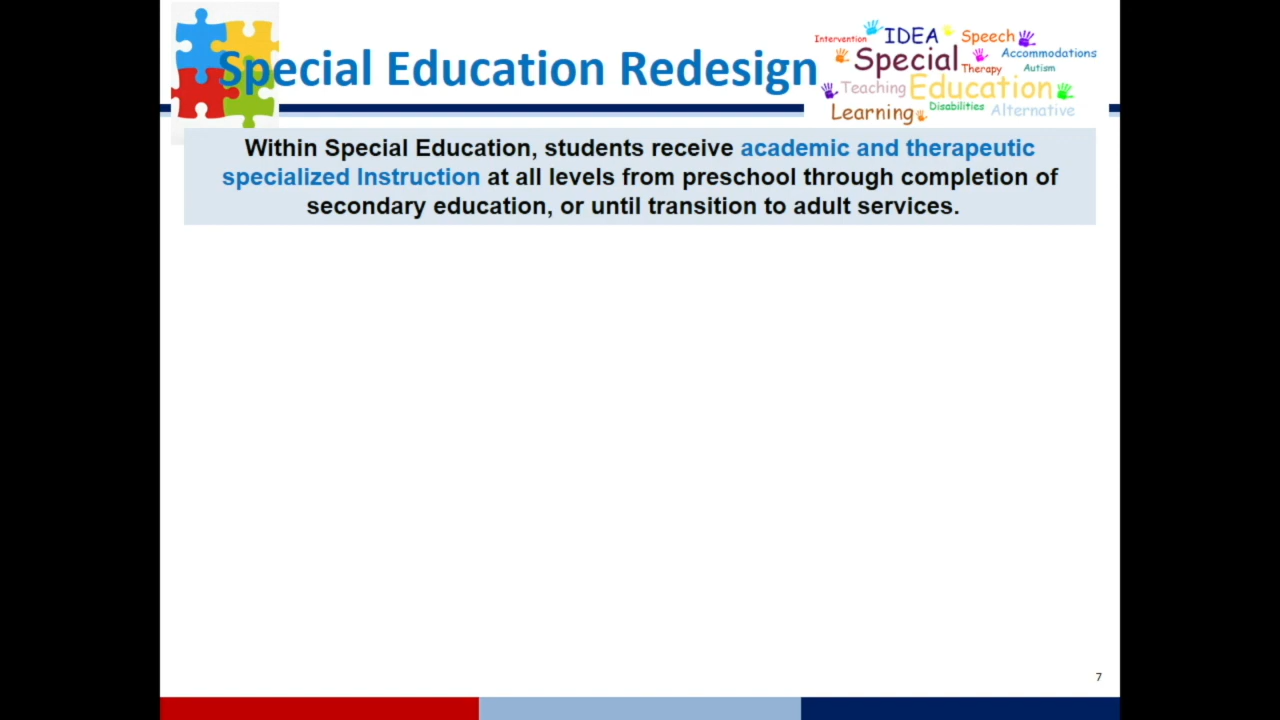 Special Education Redesign
Intervention IDEA Speech
Special Therapy Accommodations
Autism
Teaching Education
Learning Disabilities Alternative
Within Special Education, students receive academic and therapeutic
specialized Instruction at all levels from preschool through completion of
secondary education, or until transition to adult services.
7